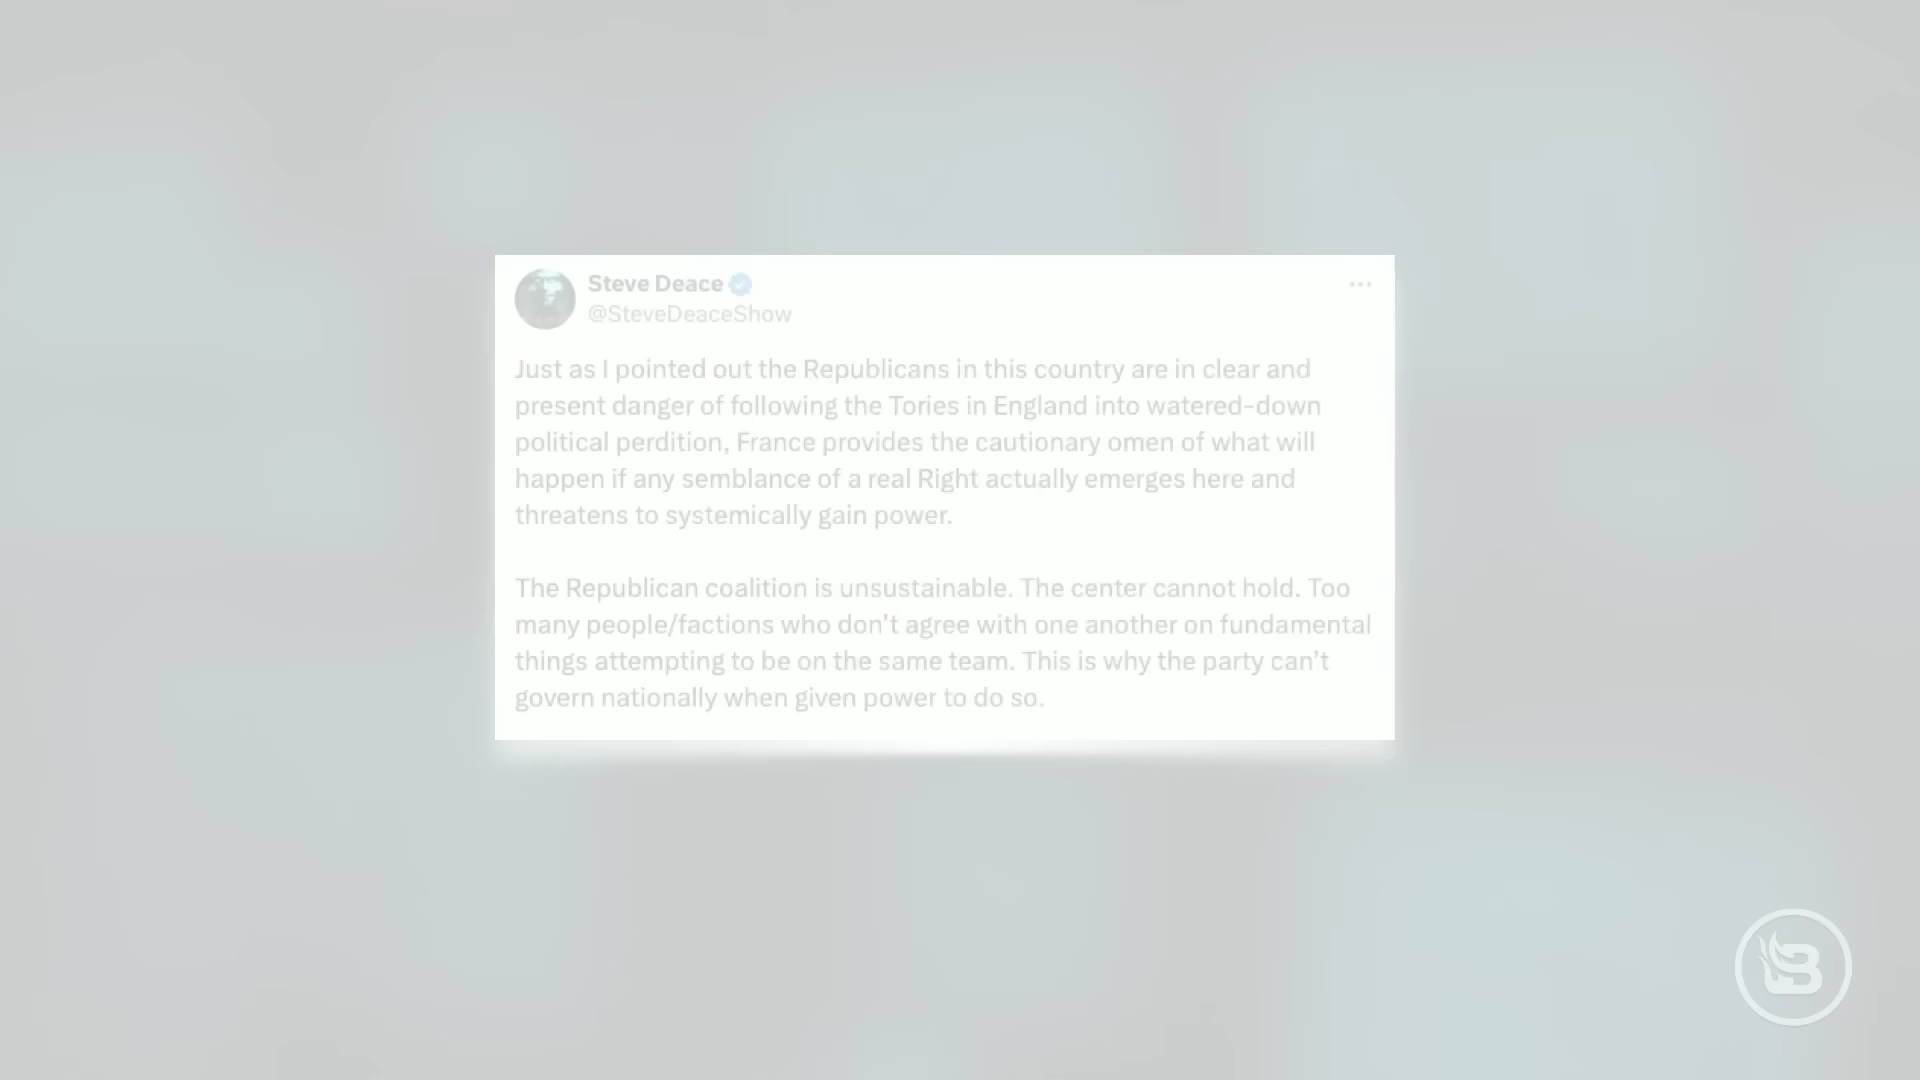 Steve Deace
@SteveDeaceShow
Just as I pointed out the Republicans in this country are in clear and
present danger of following the Tories in England into watered-down
political perdition, France provides the cautionary omen of what will
happen if any semblance of a real Right actually emerges here and
threatens to systemically gain power.
The Republican coalition is unsustainable. The center cannot hold. Too
many people/factions who don't agree with one another on fundamental
things attempting to be on the same team. This is why the party can't
govern nationally when given power to do so.
B